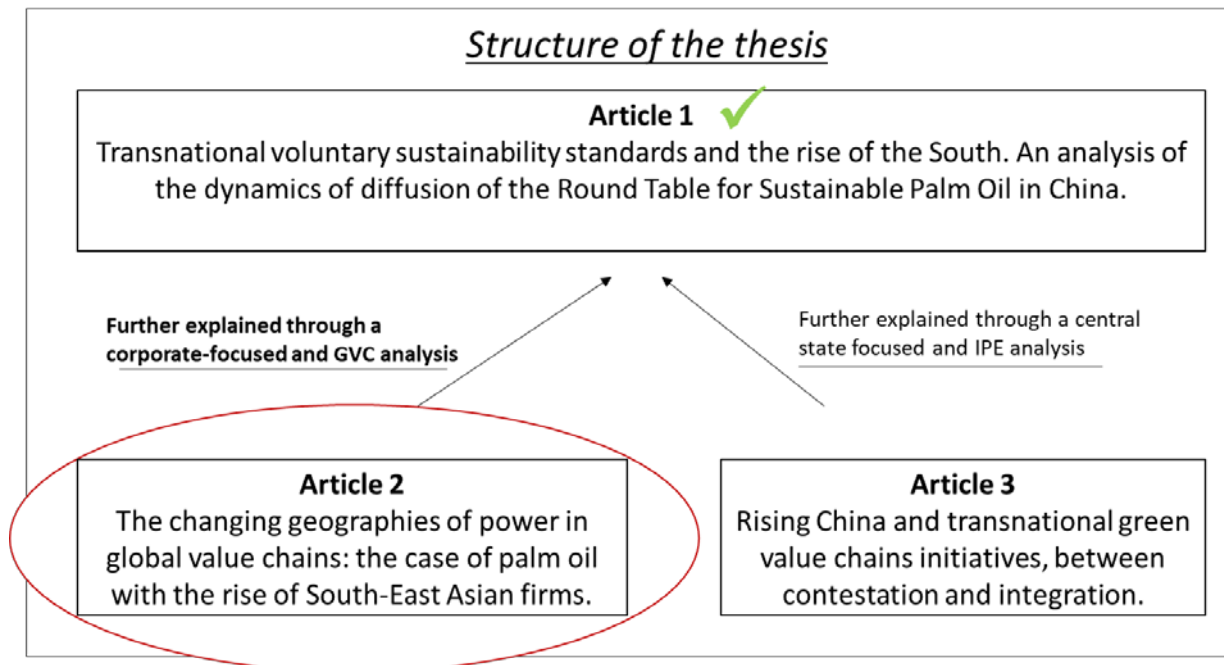 Structure of the thesis
Article 1
Transnational voluntary sustainability standards and the rise of the South. An analysis of
the dynamics of diffusion of the Round Table for Sustainable Palm Oil in China.
Further explained through a
corporate-focused and GVC analysis
Further explained through a central
state focused and IPE analysis
Article 2
The changing geographies of power in
global value chains: the case of palm oil
with the rise of South-East Asian firms.
Article 3
Rising China and transnational green
value chains initiatives, between
contestation and integration.